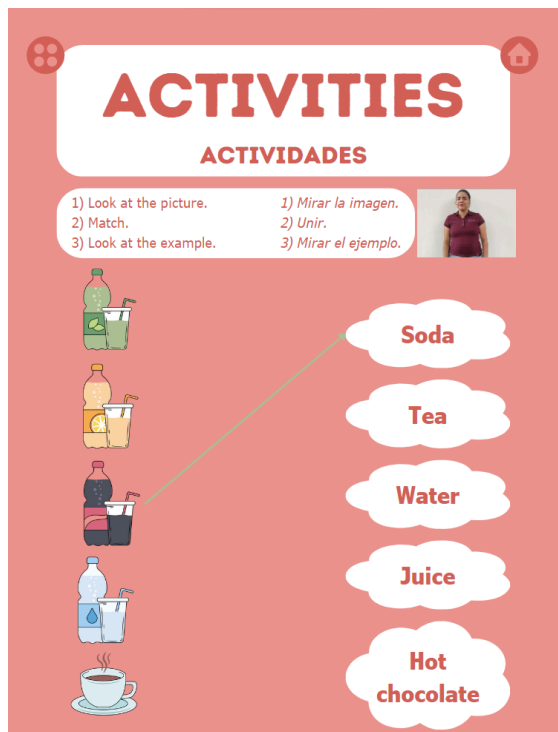 ACTIVITIES
ACTIVIDADES
1) Look at the picture.
2) Match.
3) Look at the example.
1) Mirar la imagen.
2) Unir.
3) Mirar el ejemplo.
Soda
Tea
Water
Juice
Hot
chocolate